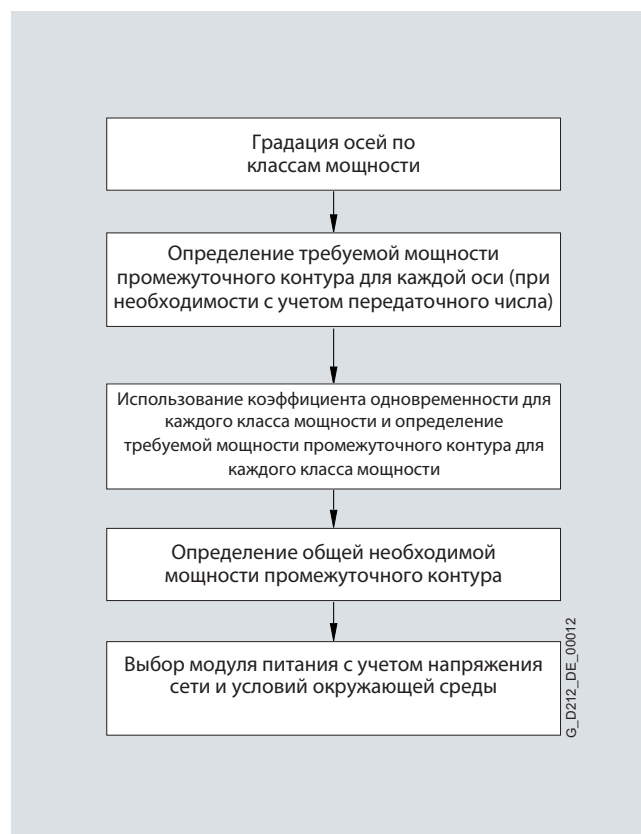 Градация осей по
классам мощности
Определение требуемой мощности
промежуточного контура для каждой оси (при
необходимости с учетом передаточного числа)
Использование коэффициента одновременности для
каждого класса мощности и определение
требуемой мощности промежуточного контура для
каждого класса мощности
Определение общей необходимой
мощности промежуточного контура
Выбор модуля питания с учетом напряжения
сети и условий окружающей среды
G_D212_DE_00012